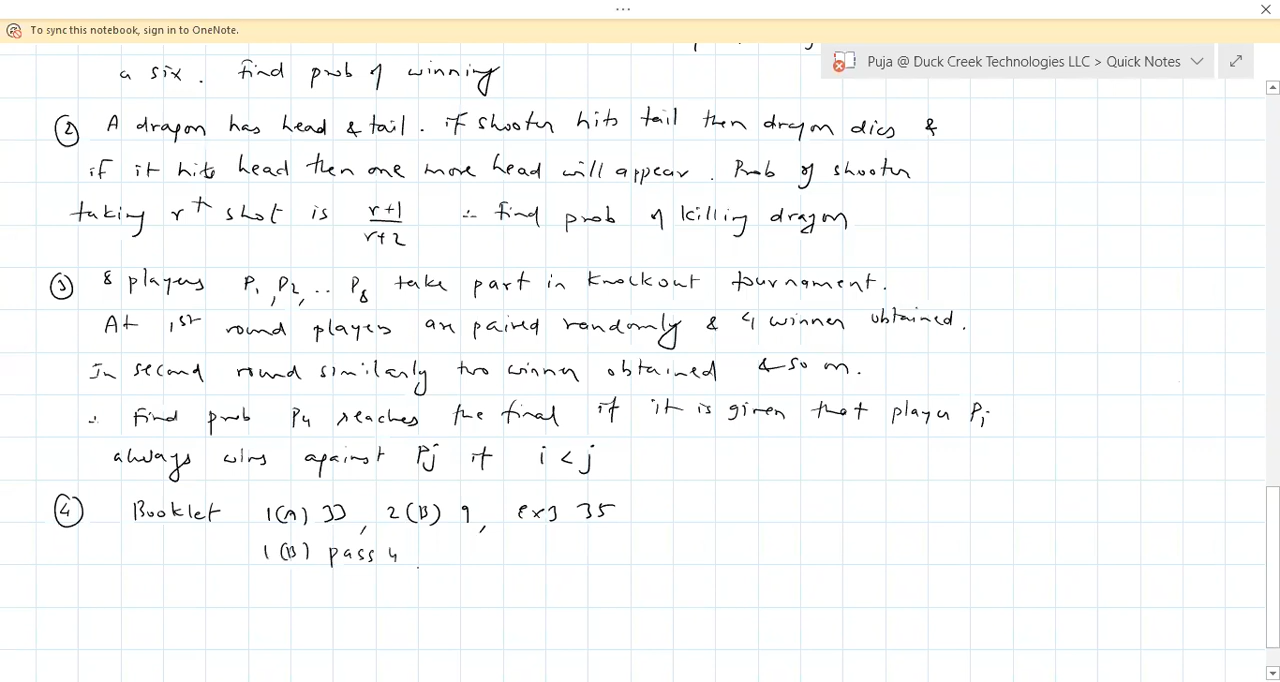 ...
To sync this notebook, sign in to OneNote.
Puja @ Duck Creek Technologies LLC > Quick Notes
a six. find prob of winning
② A dragon has head & tail. if shooter hits tail then dragon dies &
if it hits head then one more head will appear. Prob of shooter
taking rth shot is r+1/r+2 ∴ find prob of killing dragon
③ 8 players P1, P2, .. P8 take part in knockout tournament.
At 1st round players are paired randomly & 4 winner obtained.
In second round similarly two winner obtained & so on.
∴ Find prob P4 reaches the final if it is given that player Pi
always wins against Pj if i < j
④ Booklet 1(A) 33, 2(B) 9, ex3 35
1(B) pass 4.